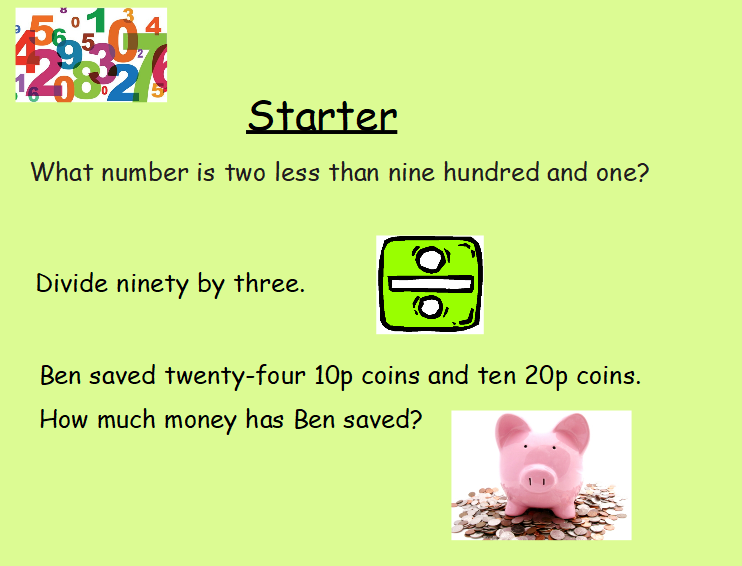 Starter
What number is two less than nine hundred and one?
Divide ninety by three.
Ben saved twenty-four 10p coins and ten 20p coins.
How much money has Ben saved?